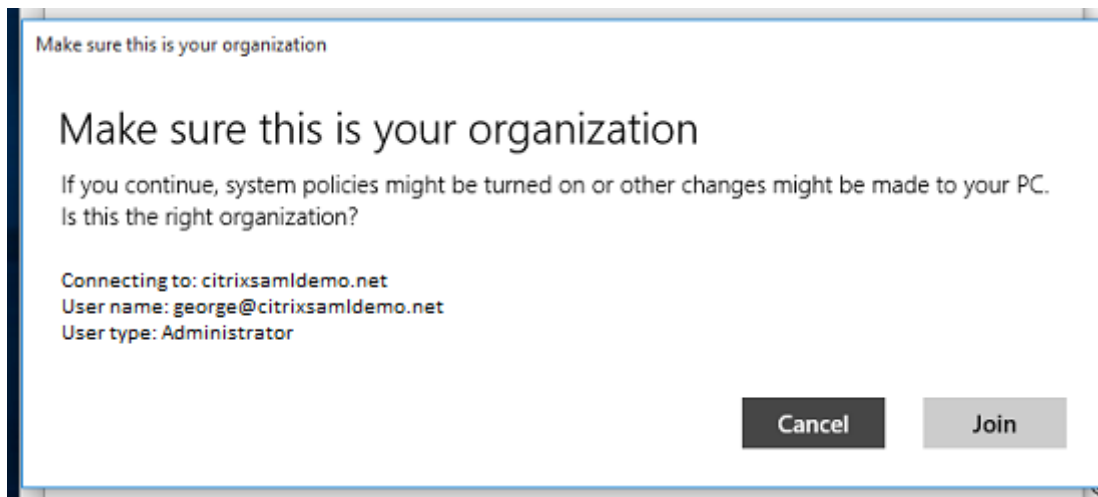 Make sure this is your organization
Make sure this is your organization
If you continue, system policies might be turned on or other changes might be made to your PC.
Is this the right organization?
Connecting to: citrixsamldemo.net
User name: george@citrixsamldemo.net
User type: Administrator
Cancel
Join